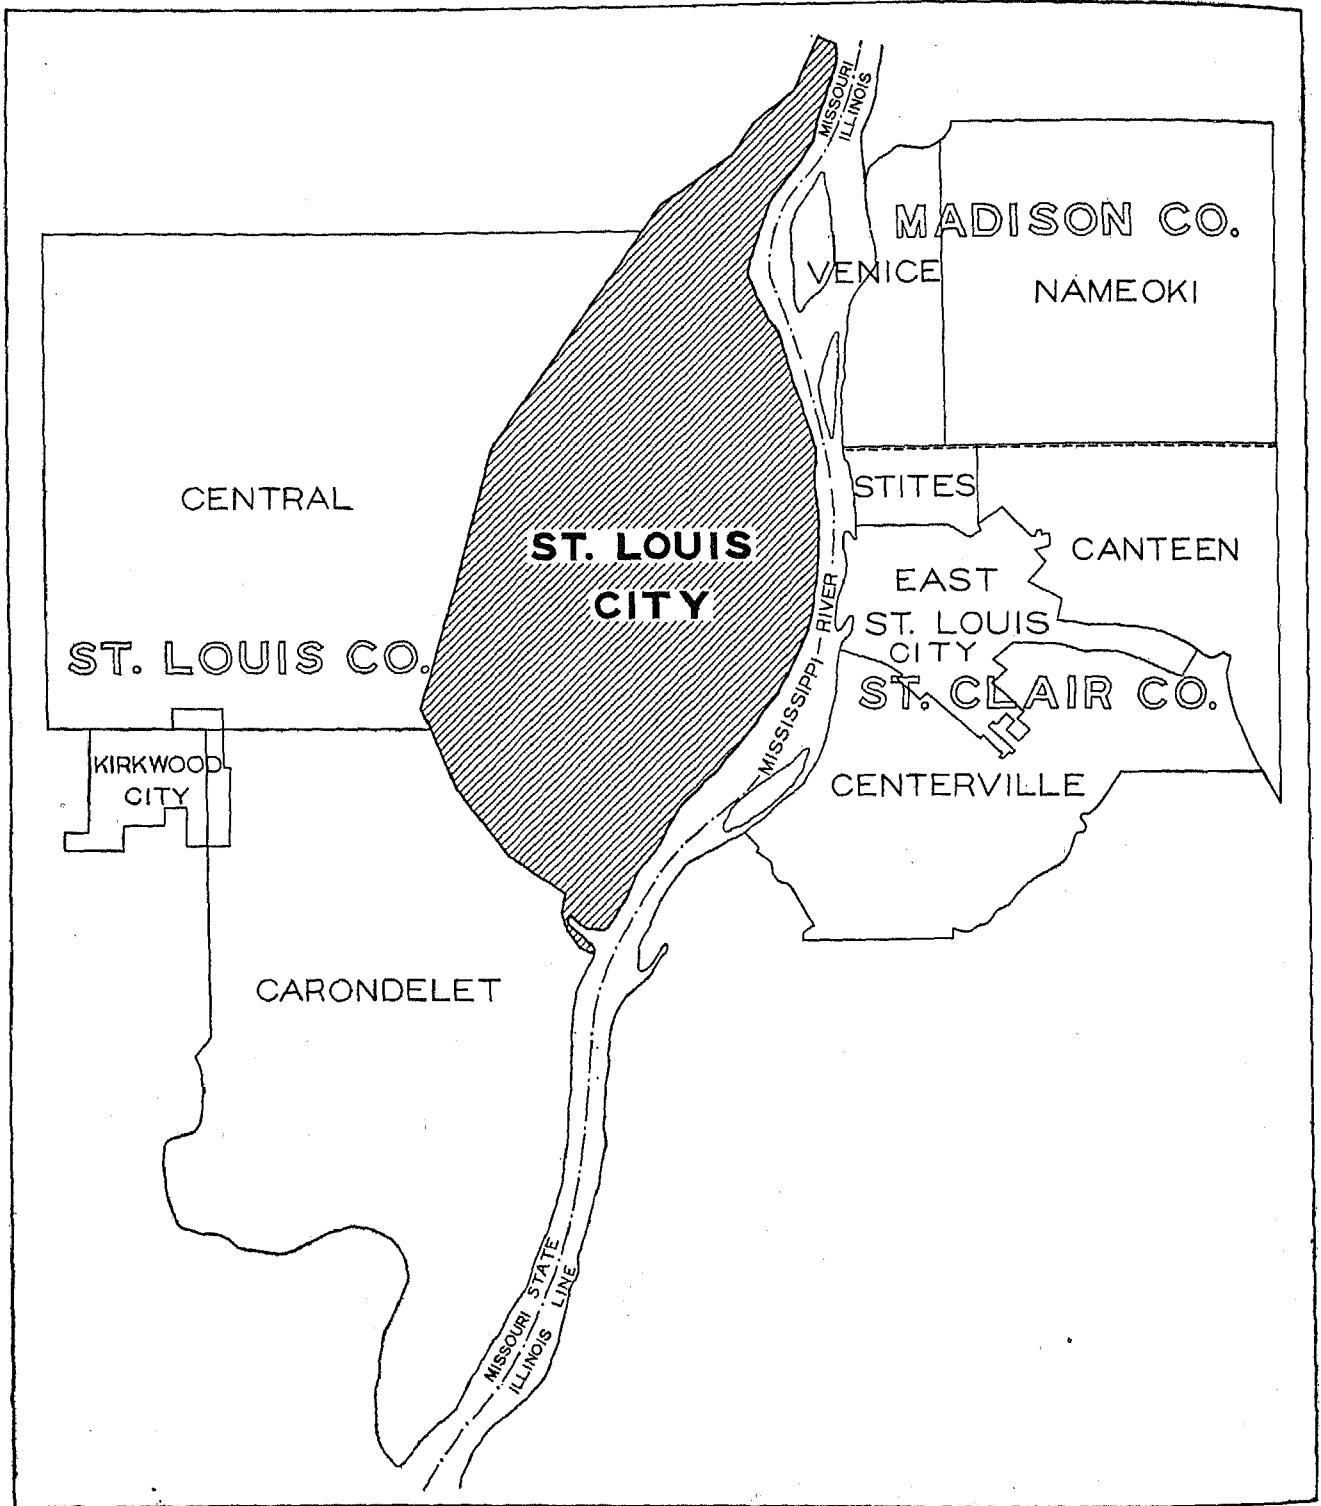 MISSOURI
ILLINOIS
MADISON CO.
VENICE
NAMEOKI
CENTRAL
STITES
ST. LOUIS
CITY
CANTEEN
EAST
ST. LOUIS
CITY
RIVER
MISSISSIPPI
ST. LOUIS CO.
ST. CLAIR CO.
KIRKWOOD
CITY
CENTERVILLE
CARONDELET
MISSOURI STATE
ILLINOIS LINE